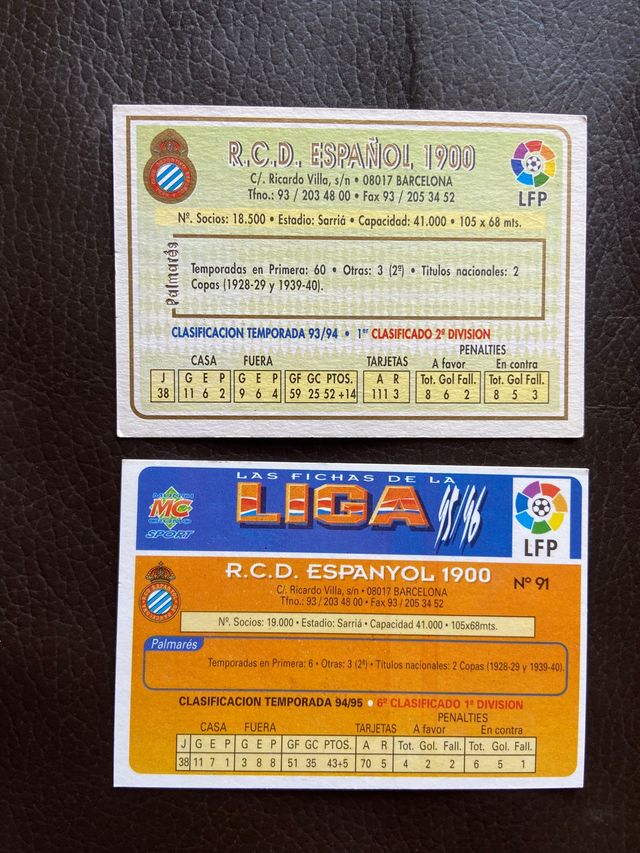 R.C.D. ESPAÑOL 1900
C/. Ricardo Villa, s/n • 08017 BARCELONA
Tfno.: 93 / 203 48 00 • Fax 93 / 205 34 52
LFP
Nº. Socios: 18.500 • Estadio: Sarriá • Capacidad: 41.000 • 105 x 68 mts.
Palmarés
Temporadas en Primera: 60 • Otras: 3 (2ª) • Titulos nacionales: 2
Copas (1928-29 y 1939-40).
CLASIFICACION TEMPORADA 93/94 • 1er CLASIFICADO 2ª DIVISION
PENALTIES
CASA FUERA TARJETAS A favor En contra
J G E P G E P GF GC PTOS. A R Tot. Gol Fall. Tot. Gol Fall.
38 11 6 2 9 6 4 59 25 52 +14 111 3 8 6 2 8 5 3
LAS FICHAS DE LA
LIGA 95/96
MC
SPORT
LFP
R.C.D. ESPANYOL 1900 Nº 91
C/. Ricardo Villa, s/n • 08017 BARCELONA
Tfno.: 93 / 203 48 00 • Fax 93 / 205 34 52
Nº. Socios: 19.000 • Estadio: Sarriá • Capacidad 41.000 • 105x68mts.
Palmarés
Temporadas en Primera: 6 • Otras: 3 (2ª) • Titulos nacionales: 2 Copas (1928-29 y 1939-40).
CLASIFICACION TEMPORADA 94/95 • 6º CLASIFICADO 1ª DIVISION
PENALTIES
CASA FUERA TARJETAS A favor En contra
J G E P G E P GF GC PTOS. A R Tot. Gol. Fall. Tot. Gol. Fall.
38 11 7 1 3 8 8 51 35 43+5 70 5 4 2 2 6 5 1